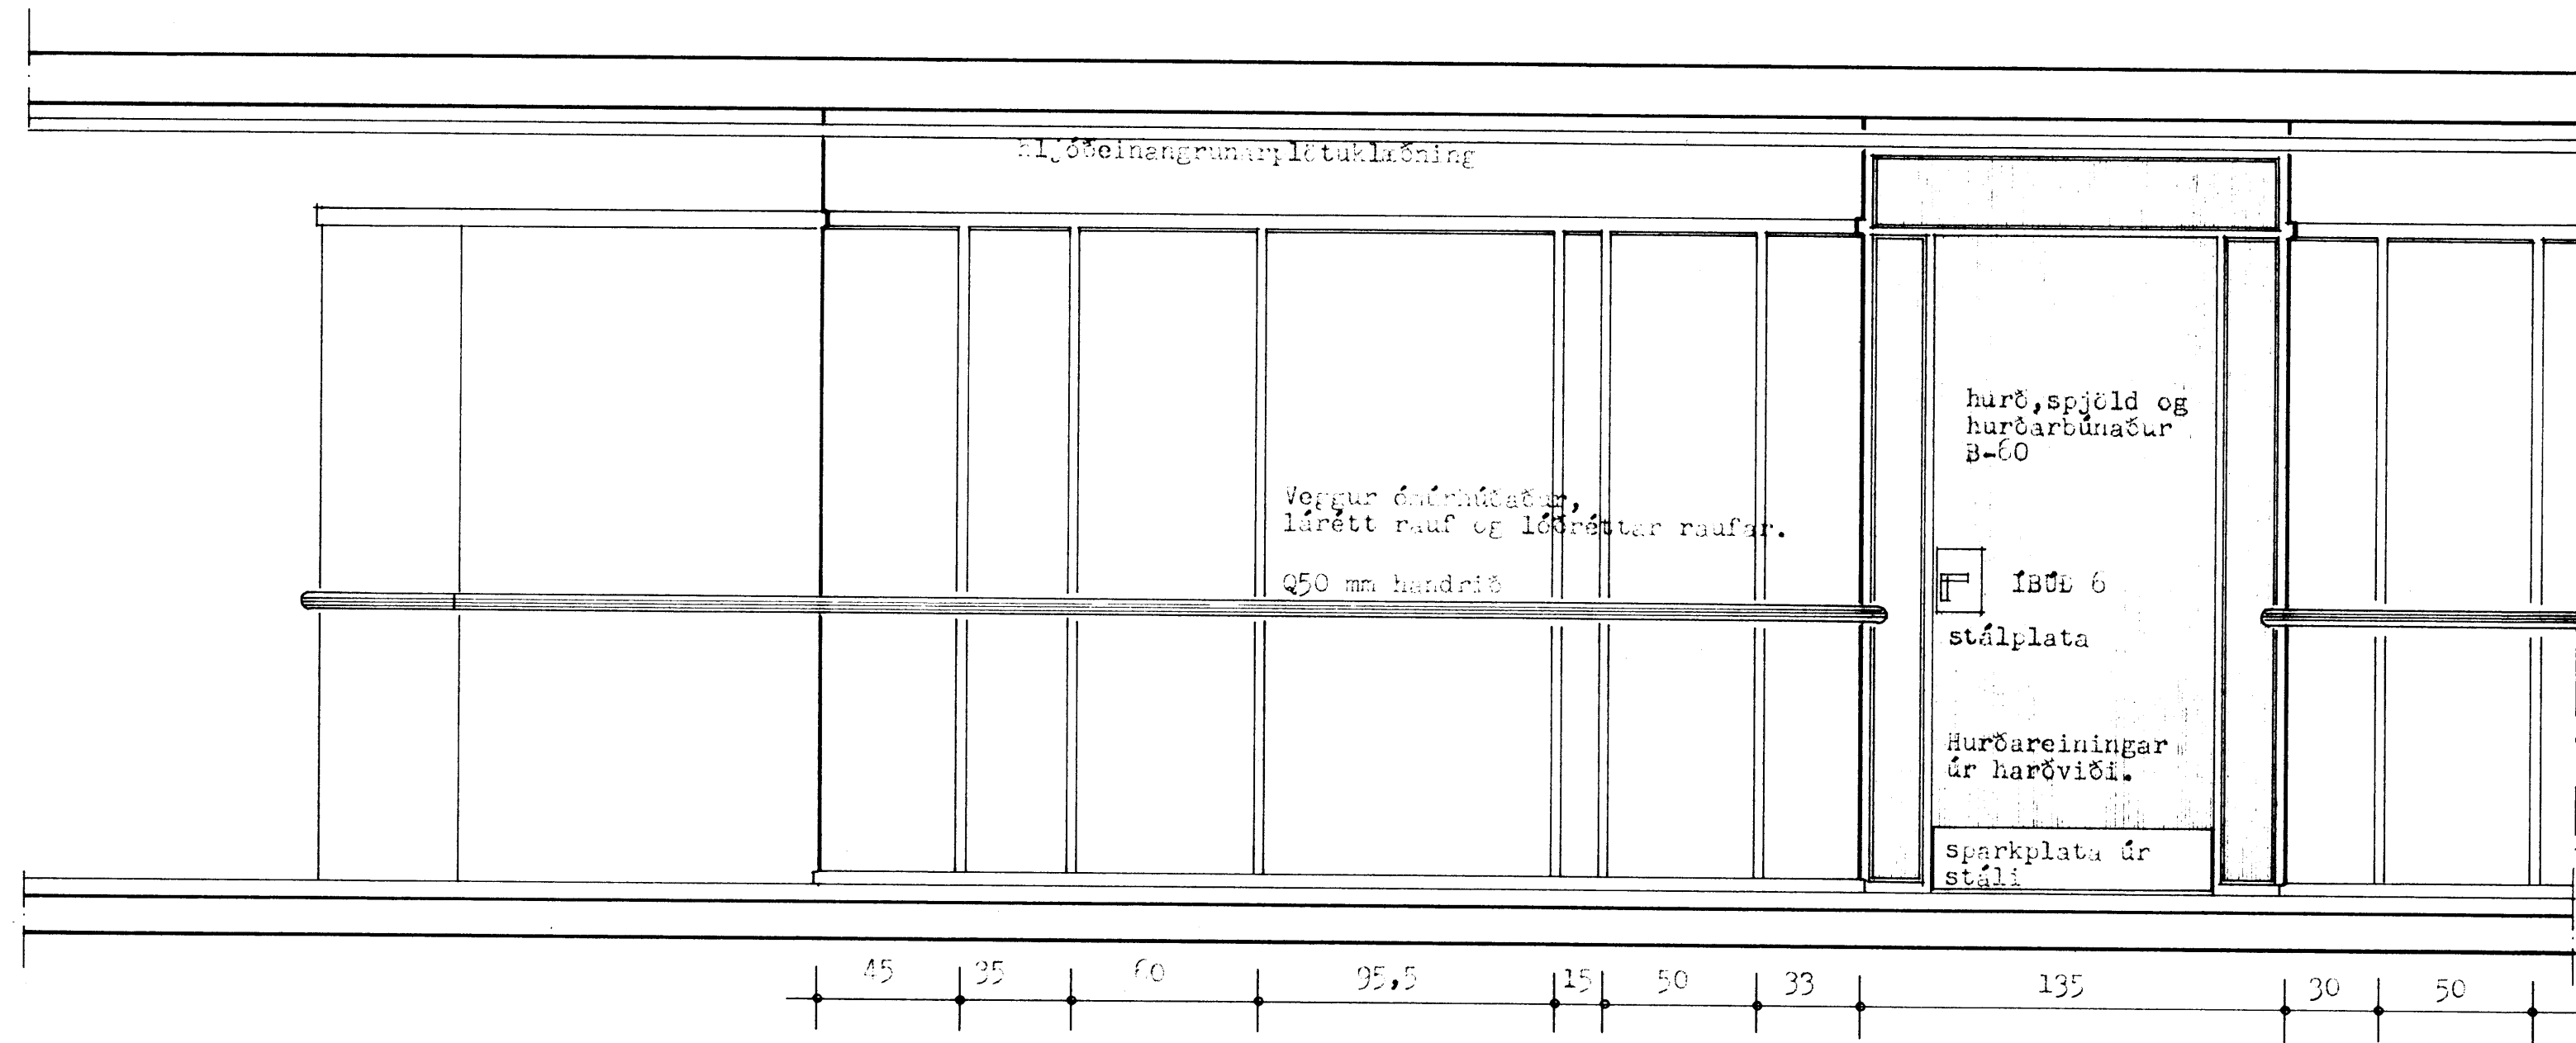 hljóðeinangrunarplötuklæðning
hurð,spjöld og
hurðarbúnaður
B-60
Veggur ómúrhúðaður,
lárétt rauf og lóðréttar raufar.
Q50 mm handrið
ÍBÚÐ 6
stálplata
Hurðareiningar
úr harðviði.
sparkplata úr
stáli
45 35 60 95,5 15 50 33 135 30 50